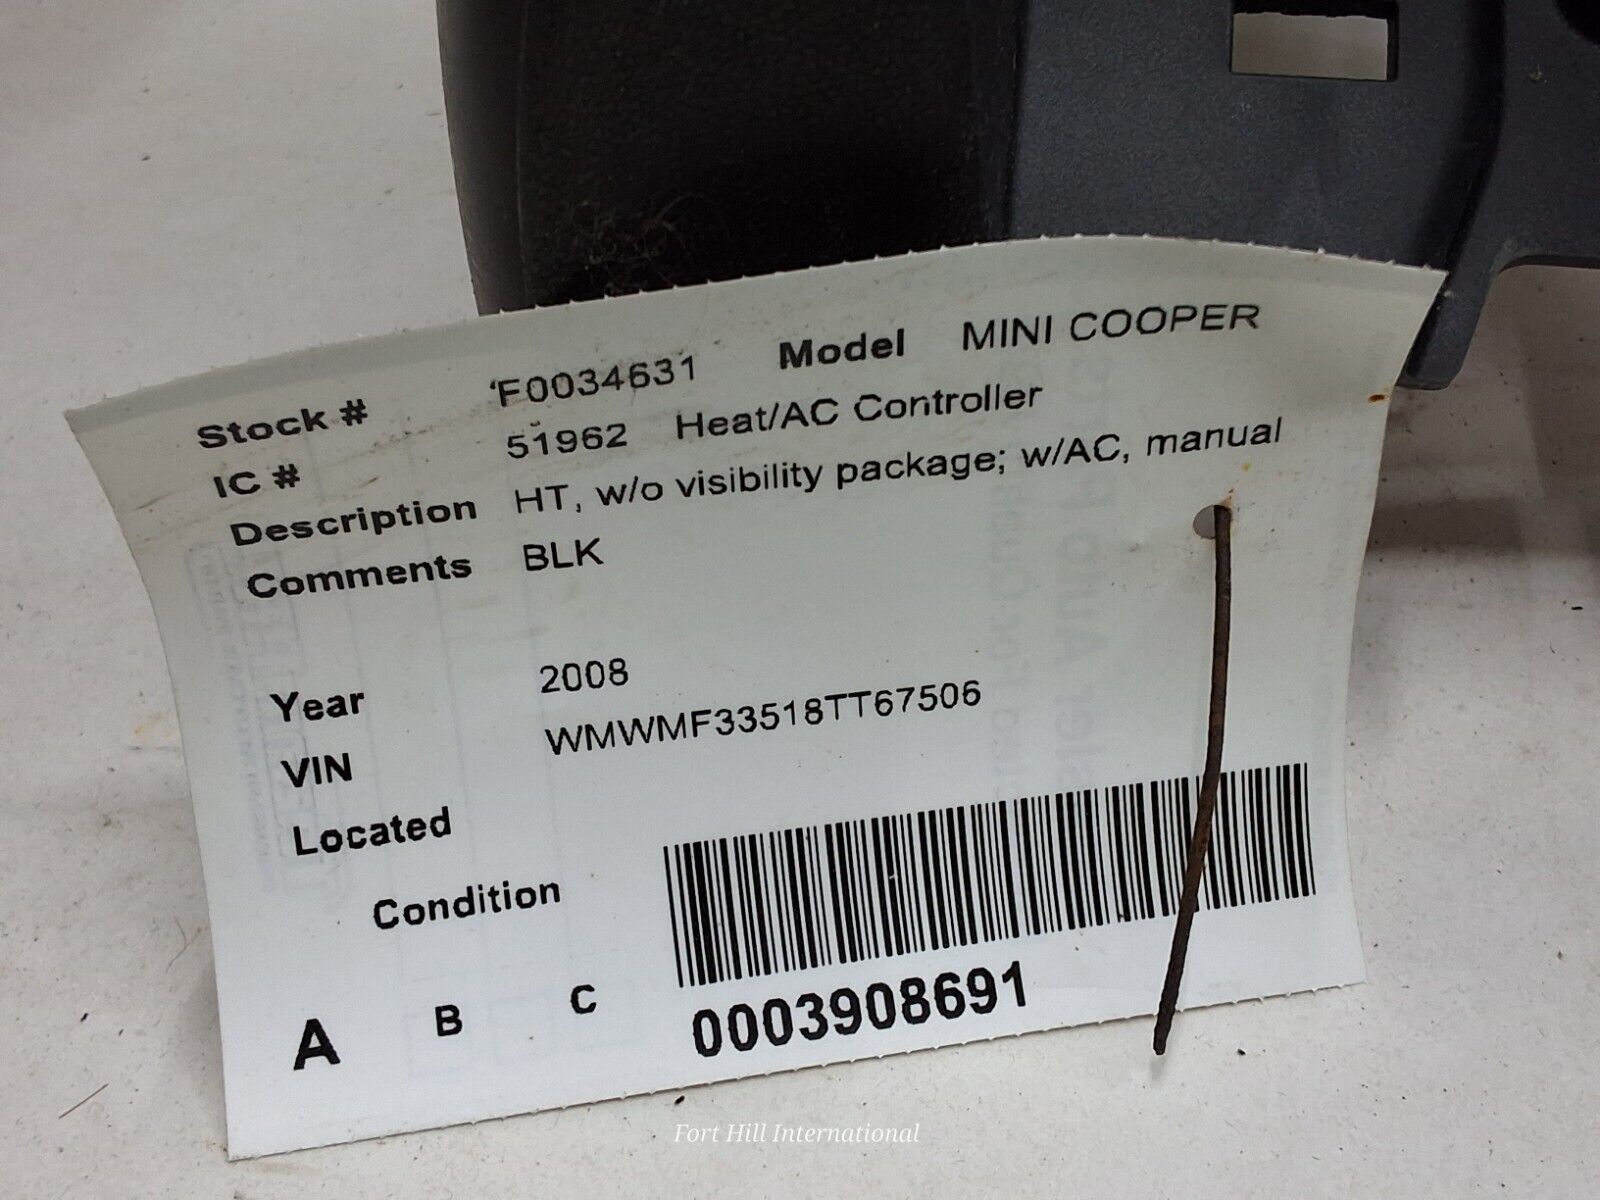 Stock # 'F0034631 Model MINI COOPER
IC # 51962 Heat/AC Controller
Description HT, w/o visibility package; w/AC, manual
Comments BLK
Year 2008
VIN WMWMF33518TT67506
Located
Condition
A B C
0003908691
Fort Hill International